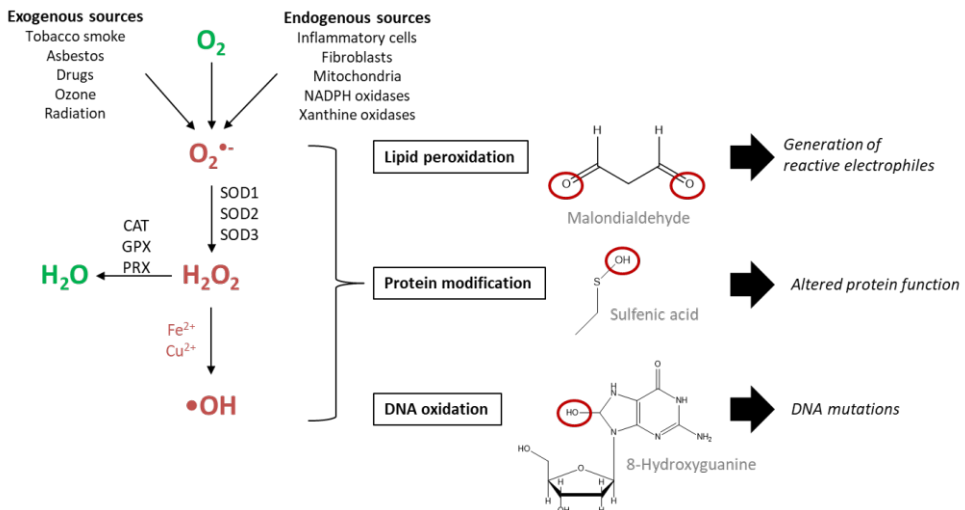 Exogenous sources
Tobacco smoke
Asbestos
Drugs
Ozone
Radiation
O₂
Endogenous sources
Inflammatory cells
Fibroblasts
Mitochondria
NADPH oxidases
Xanthine oxidases
O₂•-
SOD1
SOD2
SOD3
CAT
GPX
PRX
H₂O
H₂O₂
Fe²⁺
Cu²⁺
•OH
Lipid peroxidation
H H
O O
Malondialdehyde
Generation of
reactive electrophiles
Protein modification
OH
S
Sulfenic acid
Altered protein function
DNA oxidation
O
H
N
NH
HO
N
N
NH₂
8-Hydroxyguanine
HO
O
H H
H H
OH H
DNA mutations